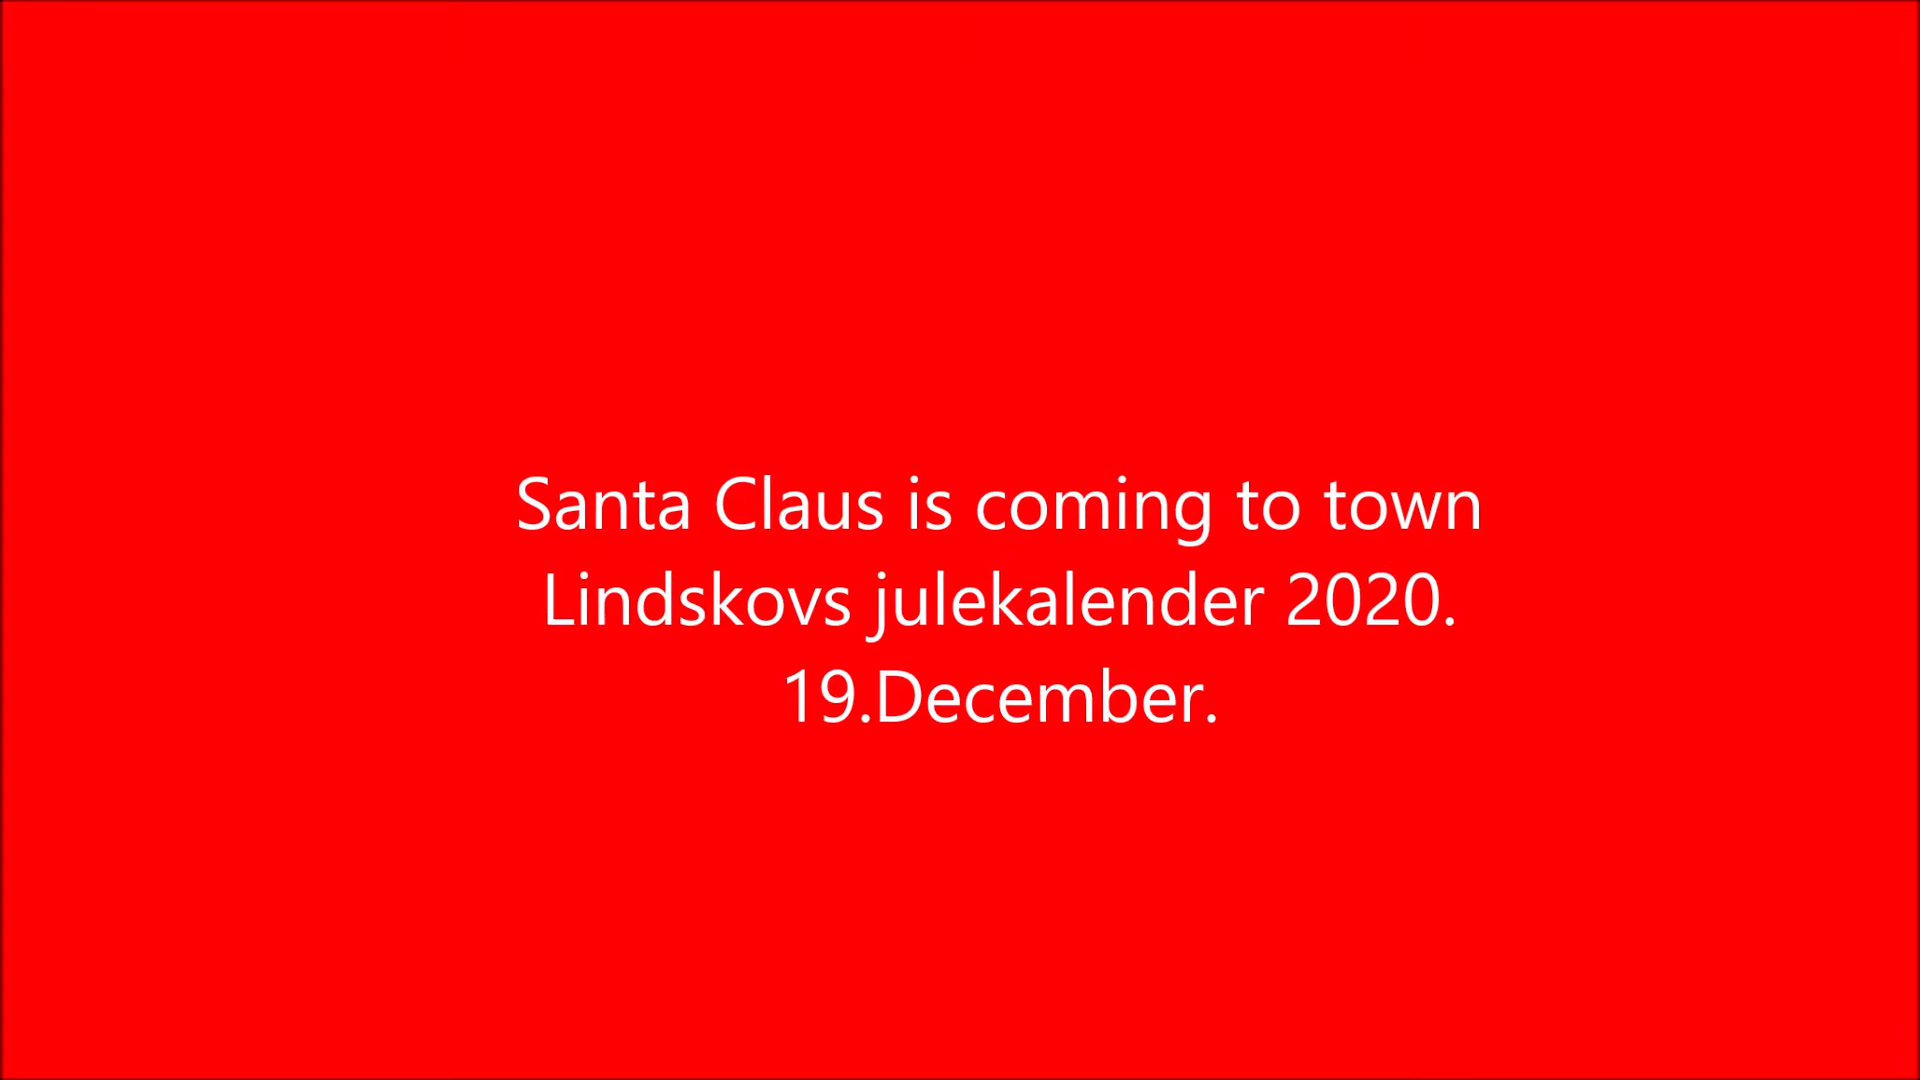 Santa Claus is coming to town
Lindskovs julekalender 2020.
19.December.